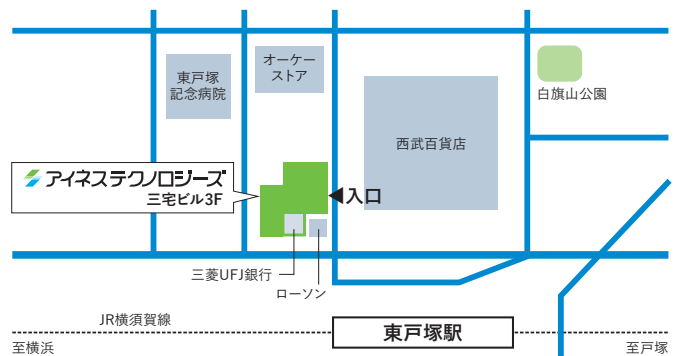 オーケー
ストア
東戸塚
記念病院
白旗山公園
西武百貨店
アイネステクノロジーズ
三宅ビル3F
入口
三菱UFJ銀行
ローソン
JR横須賀線
東戸塚駅
至横浜
至戸塚